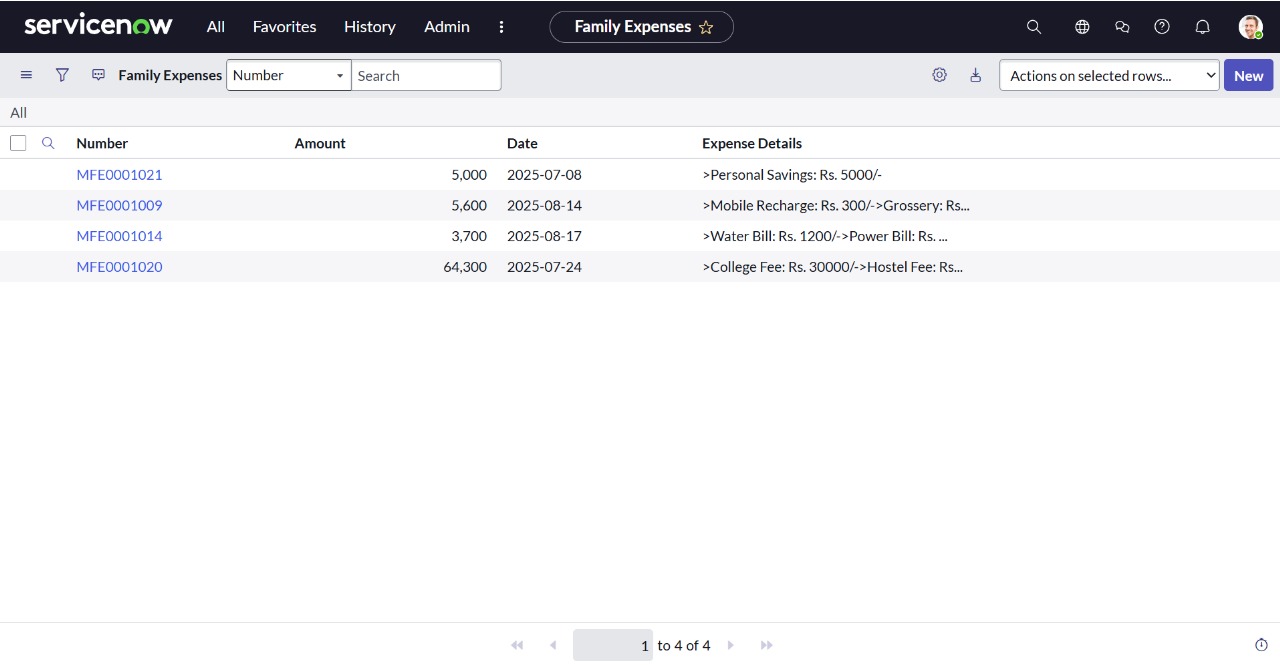 servicenow All Favorites History Admin Family Expenses
Family Expenses Number Search Actions on selected rows... New
All
Number Amount Date Expense Details
MFE0001021 5,000 2025-07-08 >Personal Savings: Rs. 5000/-
MFE0001009 5,600 2025-08-14 >Mobile Recharge: Rs. 300/->Grossery: Rs...
MFE0001014 3,700 2025-08-17 >Water Bill: Rs. 1200/->Power Bill: Rs. ...
MFE0001020 64,300 2025-07-24 >College Fee: Rs. 30000/->Hostel Fee: Rs...
1 to 4 of 4